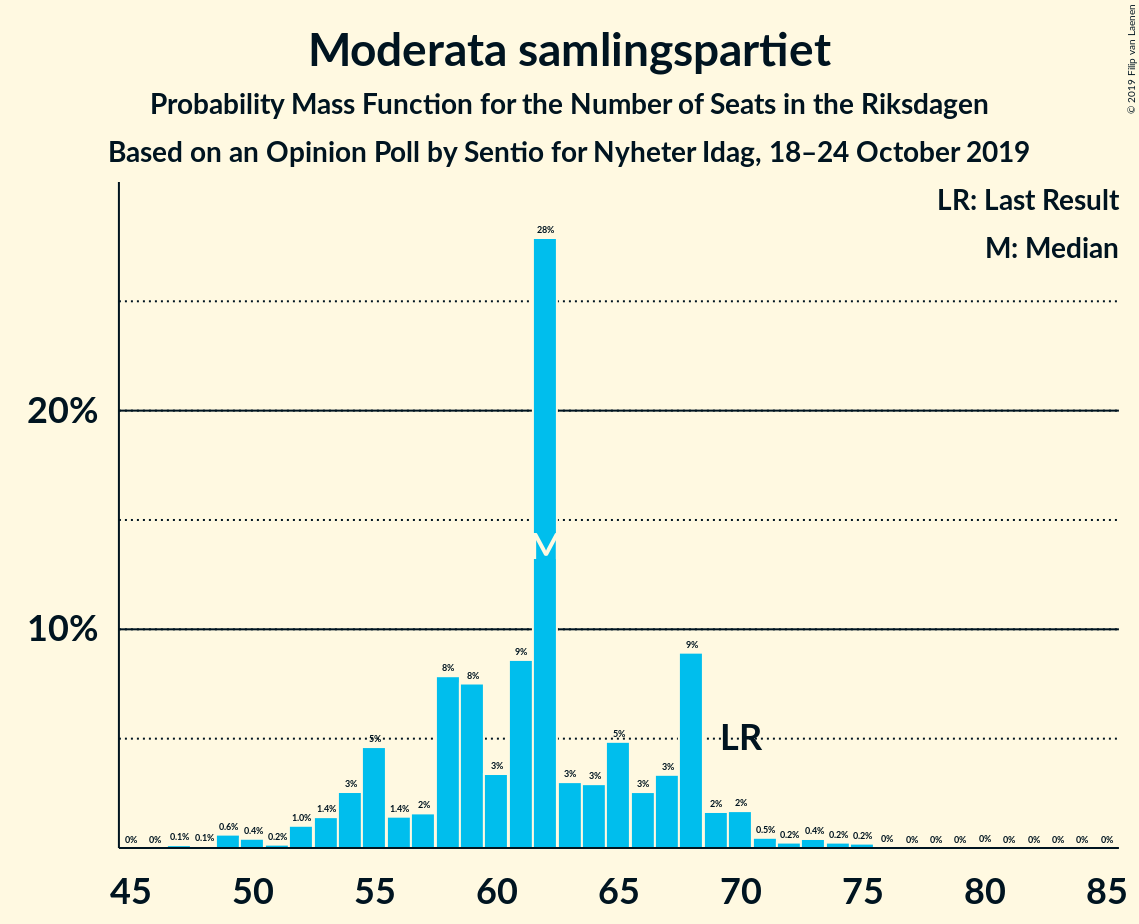 Moderata samlingspartiet
Probability Mass Function for the Number of Seats in the Riksdagen
Based on an Opinion Poll by Sentio for Nyheter Idag, 18–24 October 2019
© 2019 Filip van Laenen
LR: Last Result
M: Median
20%
10%
0% 0% 0.1% 0.1% 0.6% 0.4% 0.2% 1.0% 1.4% 3% 5% 1.4% 2% 8% 8% 3% 9% 28% 3% 3% 5% 3% 3% 9% 2% 2% 0.5% 0.2% 0.4% 0.2% 0.2% 0% 0% 0% 0% 0% 0% 0% 0% 0% 0%
M
LR
45 50 55 60 65 70 75 80 85